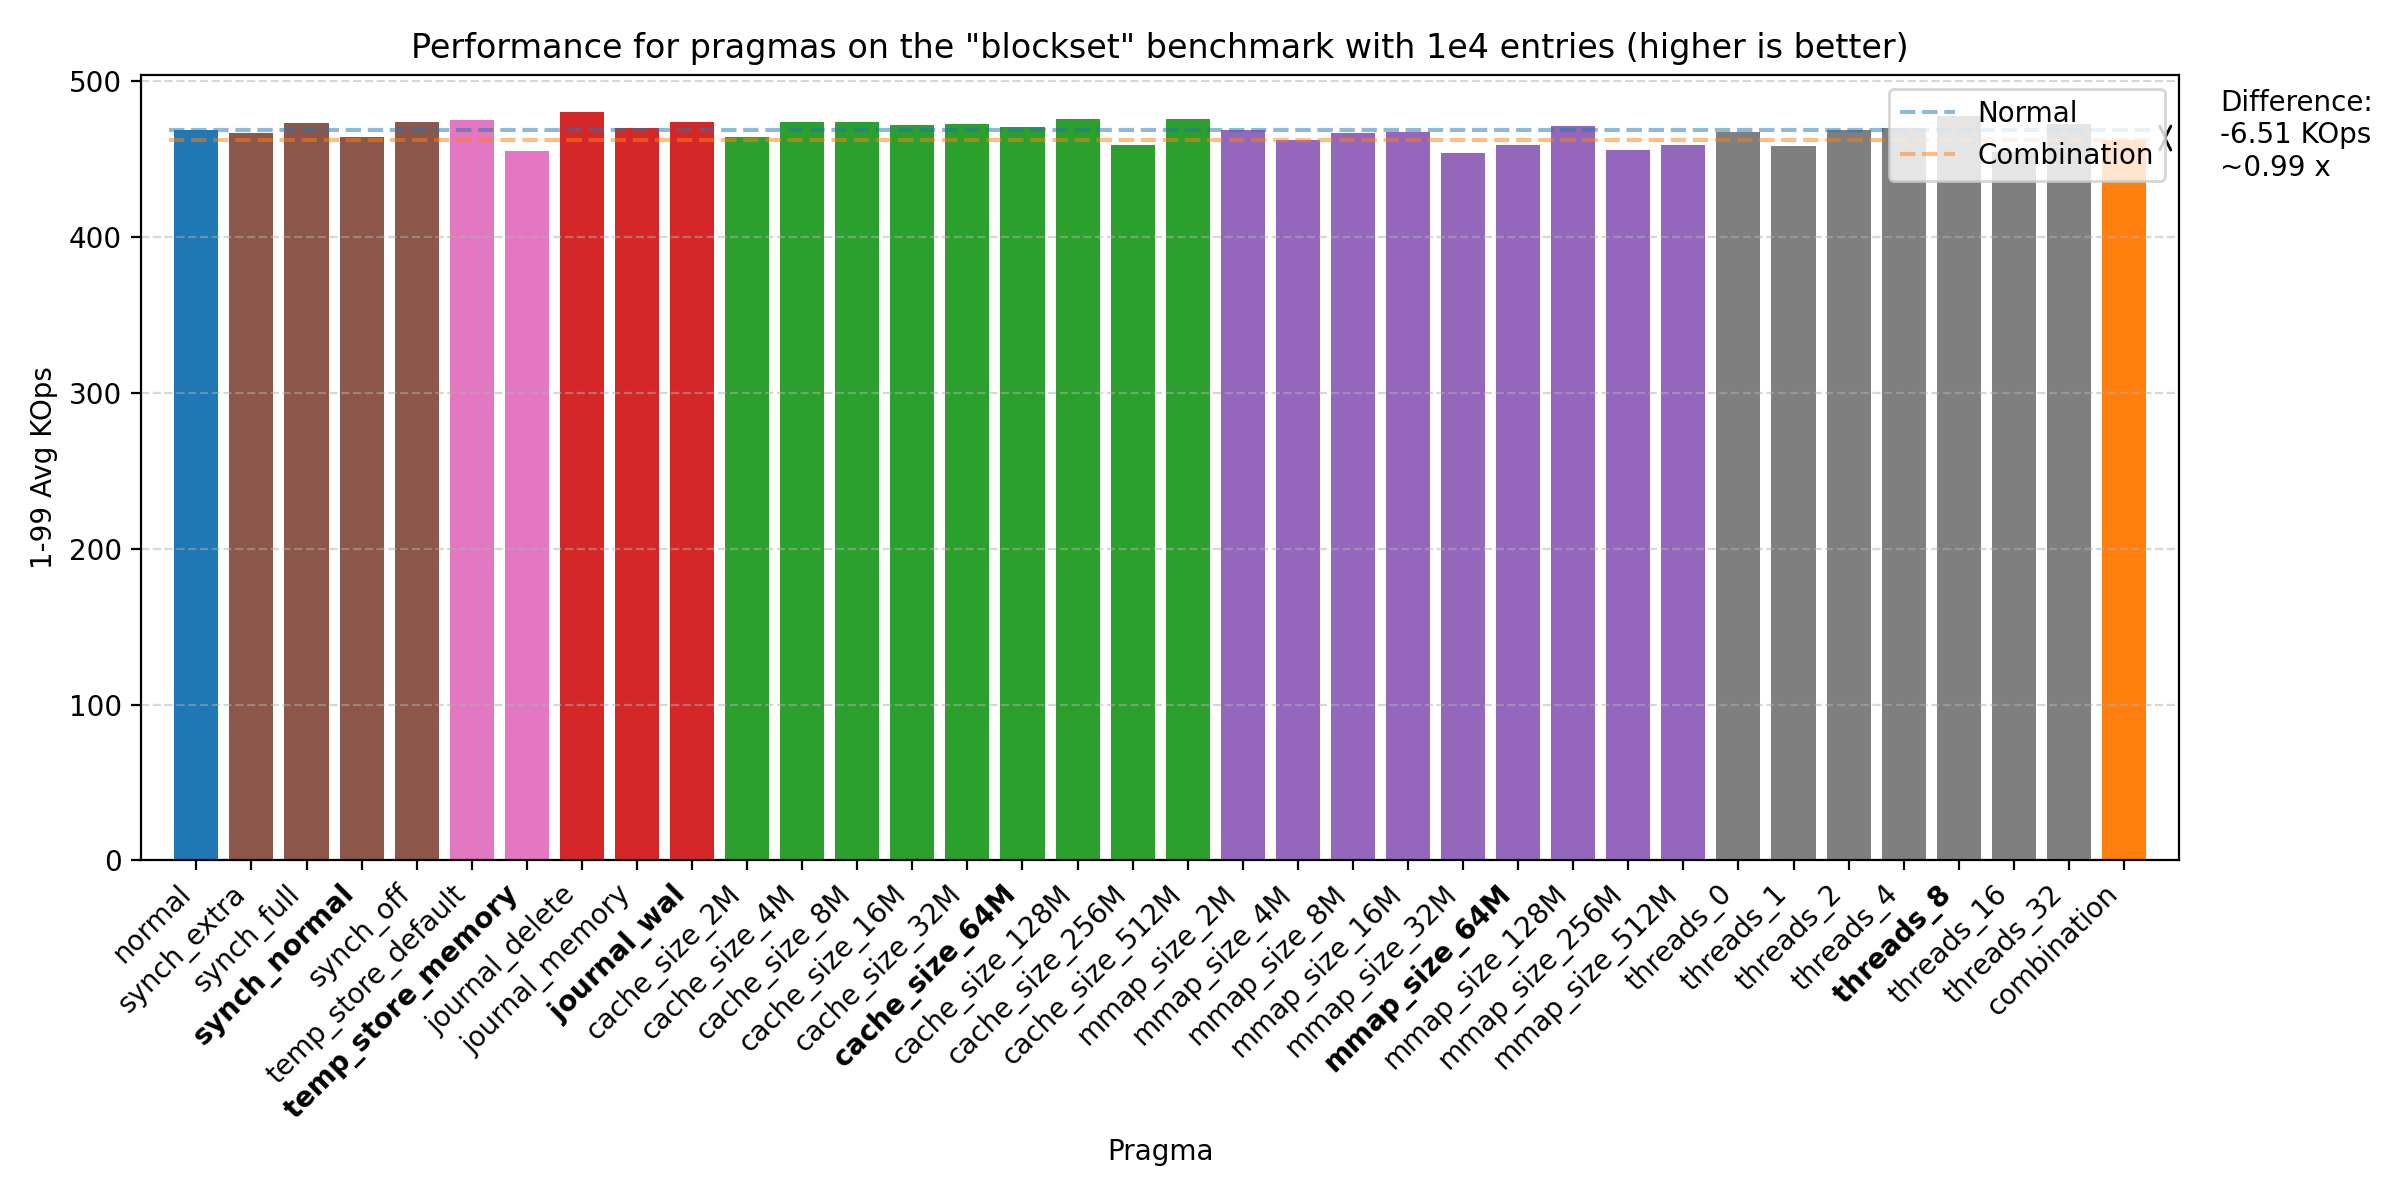 Performance for pragmas on the "blockset" benchmark with 1e4 entries (higher is better)
500
400
300
200
100
0
1-99 Avg KOps
Normal
Combination
Difference:
-6.51 KOps
~0.99 x
normal
synch_extra
synch_full
synch_normal
synch_off
temp_store_default
temp_store_memory
journal_delete
journal_memory
journal_wal
cache_size_2M
cache_size_4M
cache_size_8M
cache_size_16M
cache_size_32M
cache_size_64M
cache_size_128M
cache_size_256M
cache_size_512M
mmap_size_2M
mmap_size_4M
mmap_size_8M
mmap_size_16M
mmap_size_32M
mmap_size_64M
mmap_size_128M
mmap_size_256M
mmap_size_512M
threads_0
threads_1
threads_2
threads_4
threads_8
threads_16
threads_32
combination
Pragma